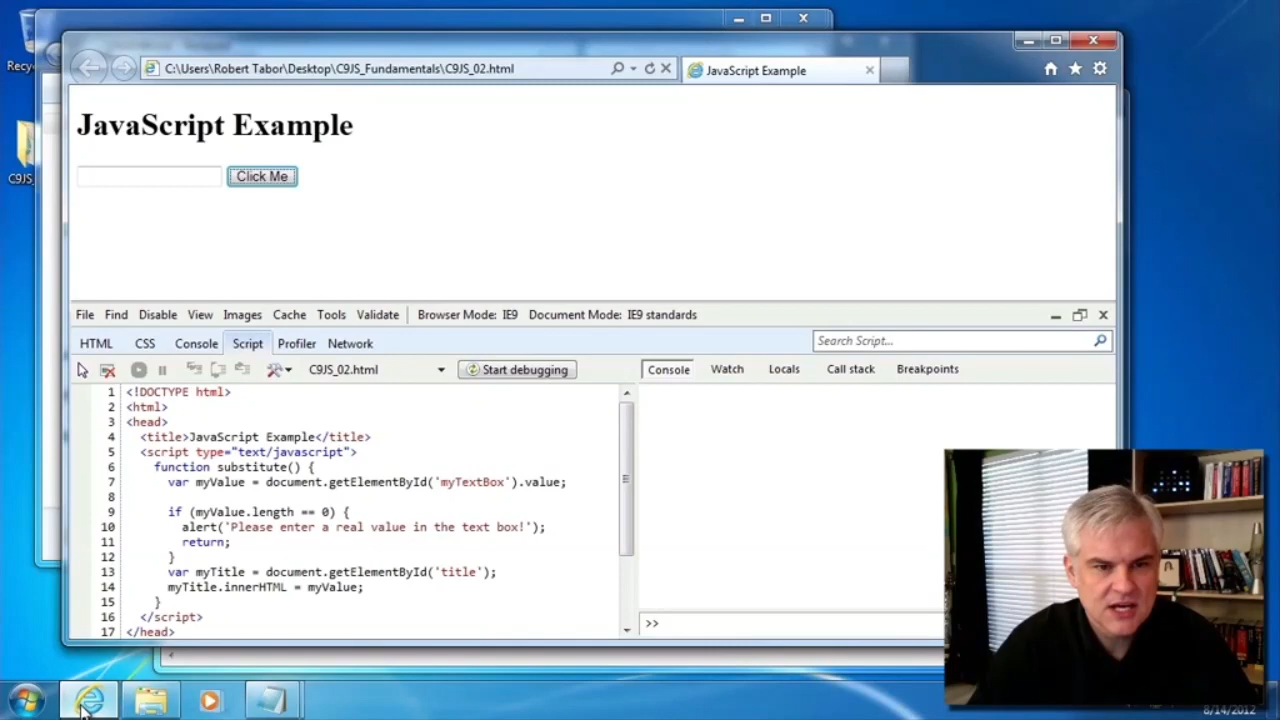 Recy
C9JS_
C:\Users\Robert Tabor\Desktop\C9JS_Fundamentals\C9JS_02.html
JavaScript Example
JavaScript Example
Click Me
File Find Disable View Images Cache Tools Validate Browser Mode: IE9 Document Mode: IE9 standards
HTML CSS Console Script Profiler Network Search Script...
C9JS_02.html Start debugging Console Watch Locals Call stack Breakpoints
1 <!DOCTYPE html>
2 <html>
3 <head>
4 <title>JavaScript Example</title>
5 <script type="text/javascript">
6 function substitute() {
7 var myValue = document.getElementById('myTextBox').value;
8
9 if (myValue.length == 0) {
10 alert('Please enter a real value in the text box!');
11 return;
12 }
13 var myTitle = document.getElementById('title');
14 myTitle.innerHTML = myValue;
15 }
16 </script>
17 </head>
>>
8/14/2012